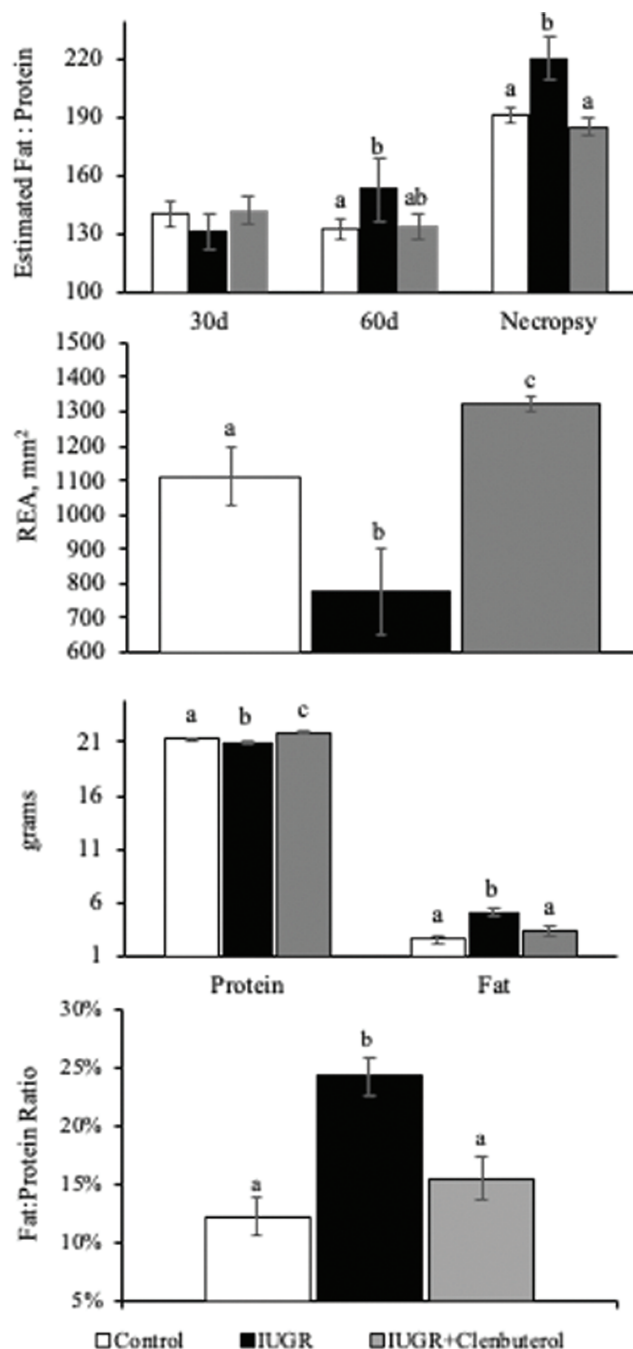 Estimated Fat : Protein
220
190
160
130
100
a
b
ab
a
b
a
30d 60d Necropsy
REA, mm²
1500
1400
1300
1200
1100
1000
900
800
700
600
a
b
c
grams
21
16
11
6
1
a b c
a b a
Protein Fat
Fat:Protein Ratio
30%
25%
20%
15%
10%
5%
a
b
a
Control IUGR IUGR+Clenbuterol